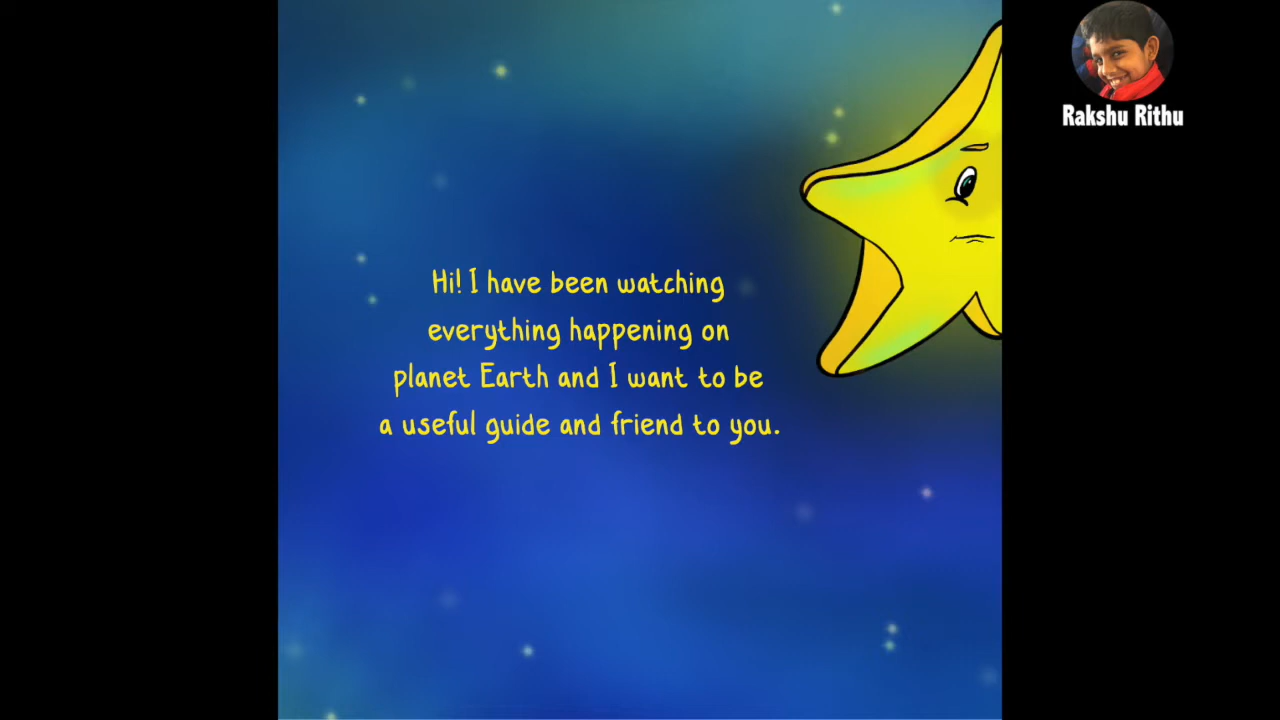 Hi! I have been watching
everything happening on
planet Earth and I want to be
a useful guide and friend to you.
Rakshu Rithu